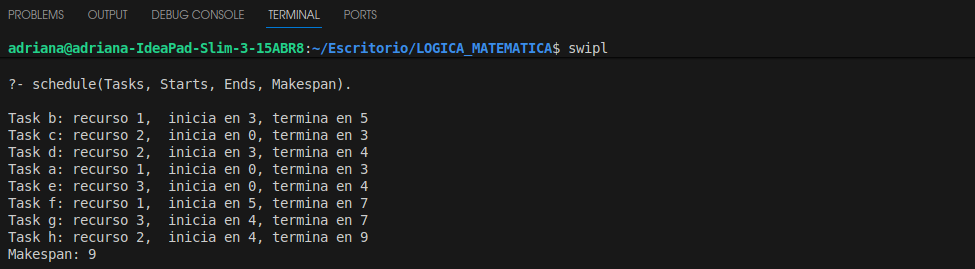 PROBLEMS OUTPUT DEBUG CONSOLE TERMINAL PORTS
adriana@adriana-IdeaPad-Slim-3-15ABR8:~/Escritorio/LOGICA_MATEMATICA$ swipl
?- schedule(Tasks, Starts, Ends, Makespan).
Task b: recurso 1,  inicia en 3, termina en 5
Task c: recurso 2,  inicia en 0, termina en 3
Task d: recurso 2,  inicia en 3, termina en 4
Task a: recurso 1,  inicia en 0, termina en 3
Task e: recurso 3,  inicia en 0, termina en 4
Task f: recurso 1,  inicia en 5, termina en 7
Task g: recurso 3,  inicia en 4, termina en 7
Task h: recurso 2,  inicia en 4, termina en 9
Makespan: 9